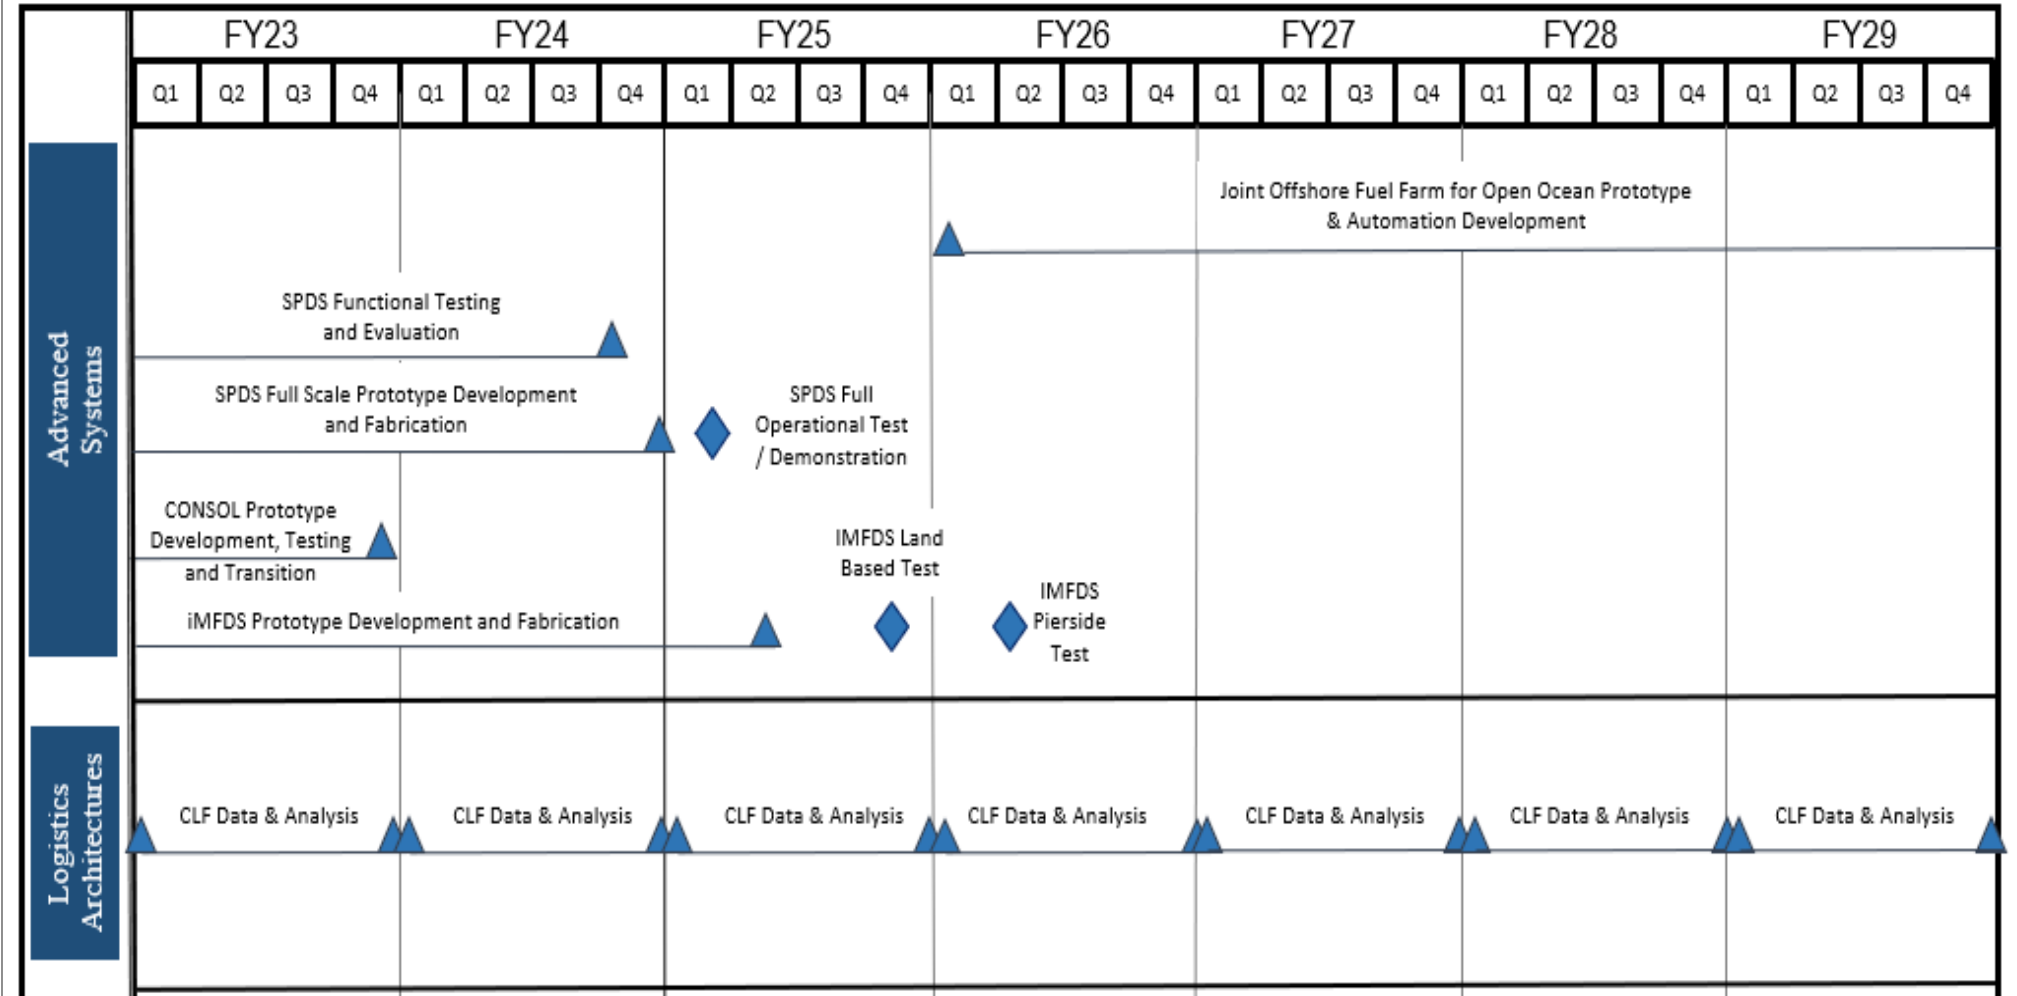 FY23 FY24 FY25 FY26 FY27 FY28 FY29
Q1 Q2 Q3 Q4 Q1 Q2 Q3 Q4 Q1 Q2 Q3 Q4 Q1 Q2 Q3 Q4 Q1 Q2 Q3 Q4 Q1 Q2 Q3 Q4 Q1 Q2 Q3 Q4
Advanced
Systems
Joint Offshore Fuel Farm for Open Ocean Prototype
& Automation Development
SPDS Functional Testing
and Evaluation
SPDS Full Scale Prototype Development
and Fabrication
SPDS Full
Operational Test
/ Demonstration
CONSOL Prototype
Development, Testing
and Transition
IMFDS Land
Based Test
iMFDS Prototype Development and Fabrication
IMFDS
Pierside
Test
Logistics
Architectures
CLF Data & Analysis CLF Data & Analysis CLF Data & Analysis CLF Data & Analysis CLF Data & Analysis CLF Data & Analysis CLF Data & Analysis